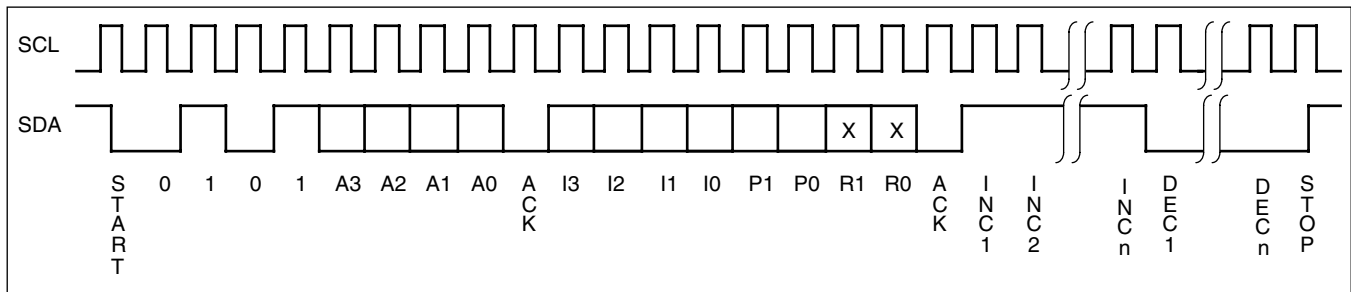 SCL
SDA
X X
START 0 1 0 1 A3 A2 A1 A0 ACK I3 I2 I1 I0 P1 P0 R1 R0 ACK INC1 INC2 INCn DEC1 DECn STOP